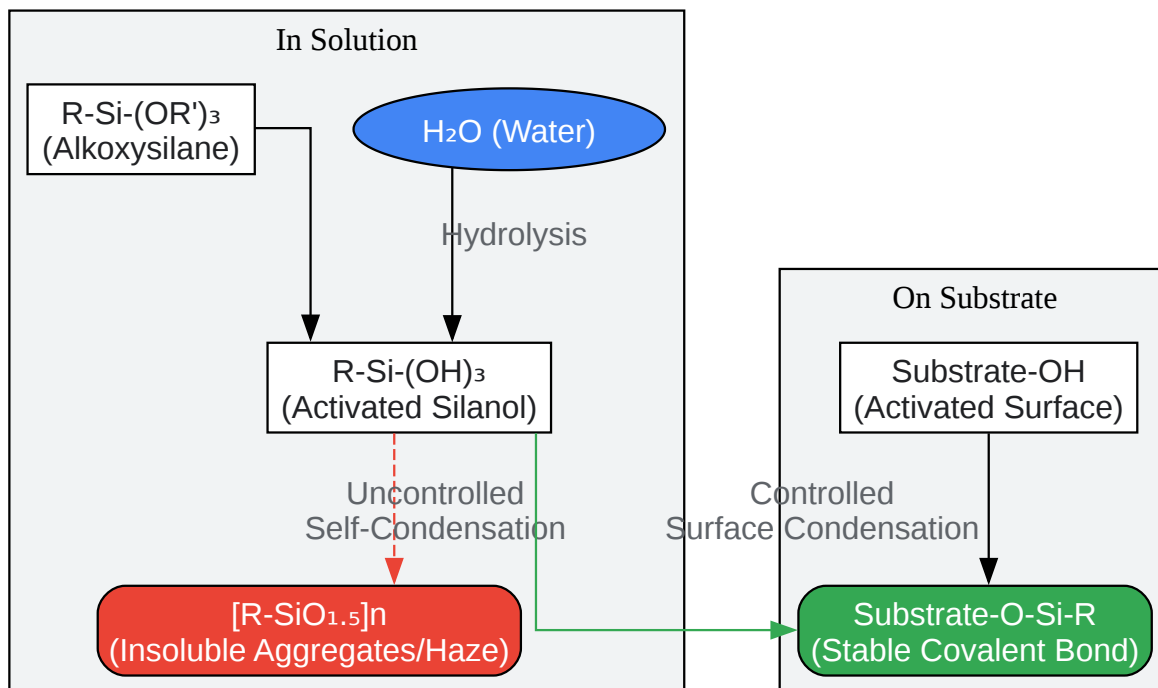 In Solution
R-Si-(OR')₃
(Alkoxysilane)
H₂O (Water)
Hydrolysis
On Substrate
R-Si-(OH)₃
(Activated Silanol)
Substrate-OH
(Activated Surface)
Uncontrolled
Self-Condensation
Controlled
Surface Condensation
[R-SiO₁.₅]n
(Insoluble Aggregates/Haze)
Substrate-O-Si-R
(Stable Covalent Bond)